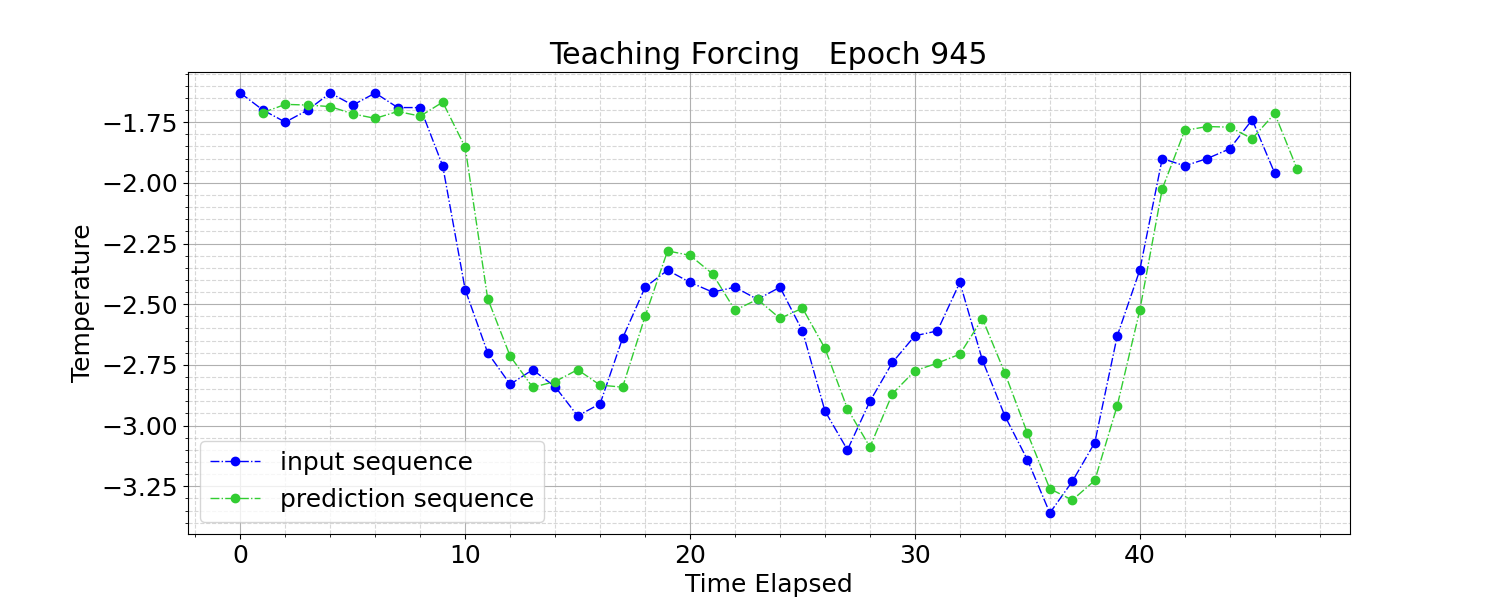 Teaching Forcing   Epoch 945
Temperature
−1.75
−2.00
−2.25
−2.50
−2.75
−3.00
−3.25
input sequence
prediction sequence
0 10 20 30 40
Time Elapsed